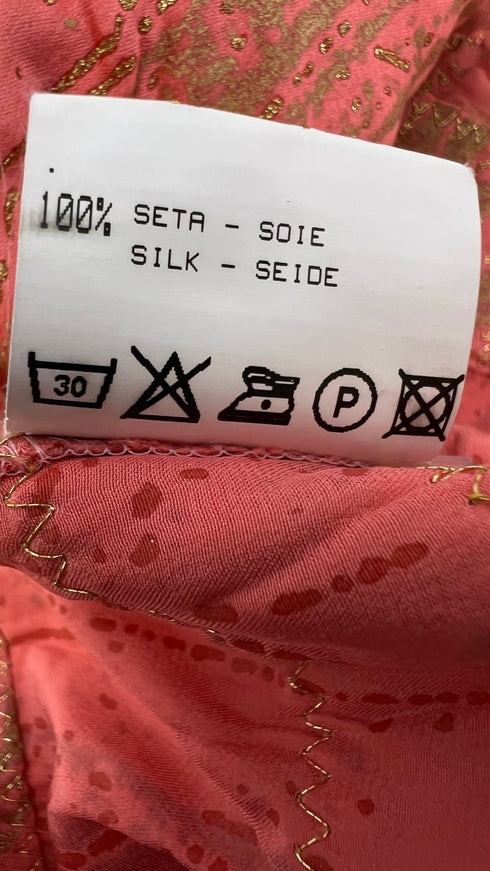 100% SETA - SOIE
SILK - SEIDE
30 P